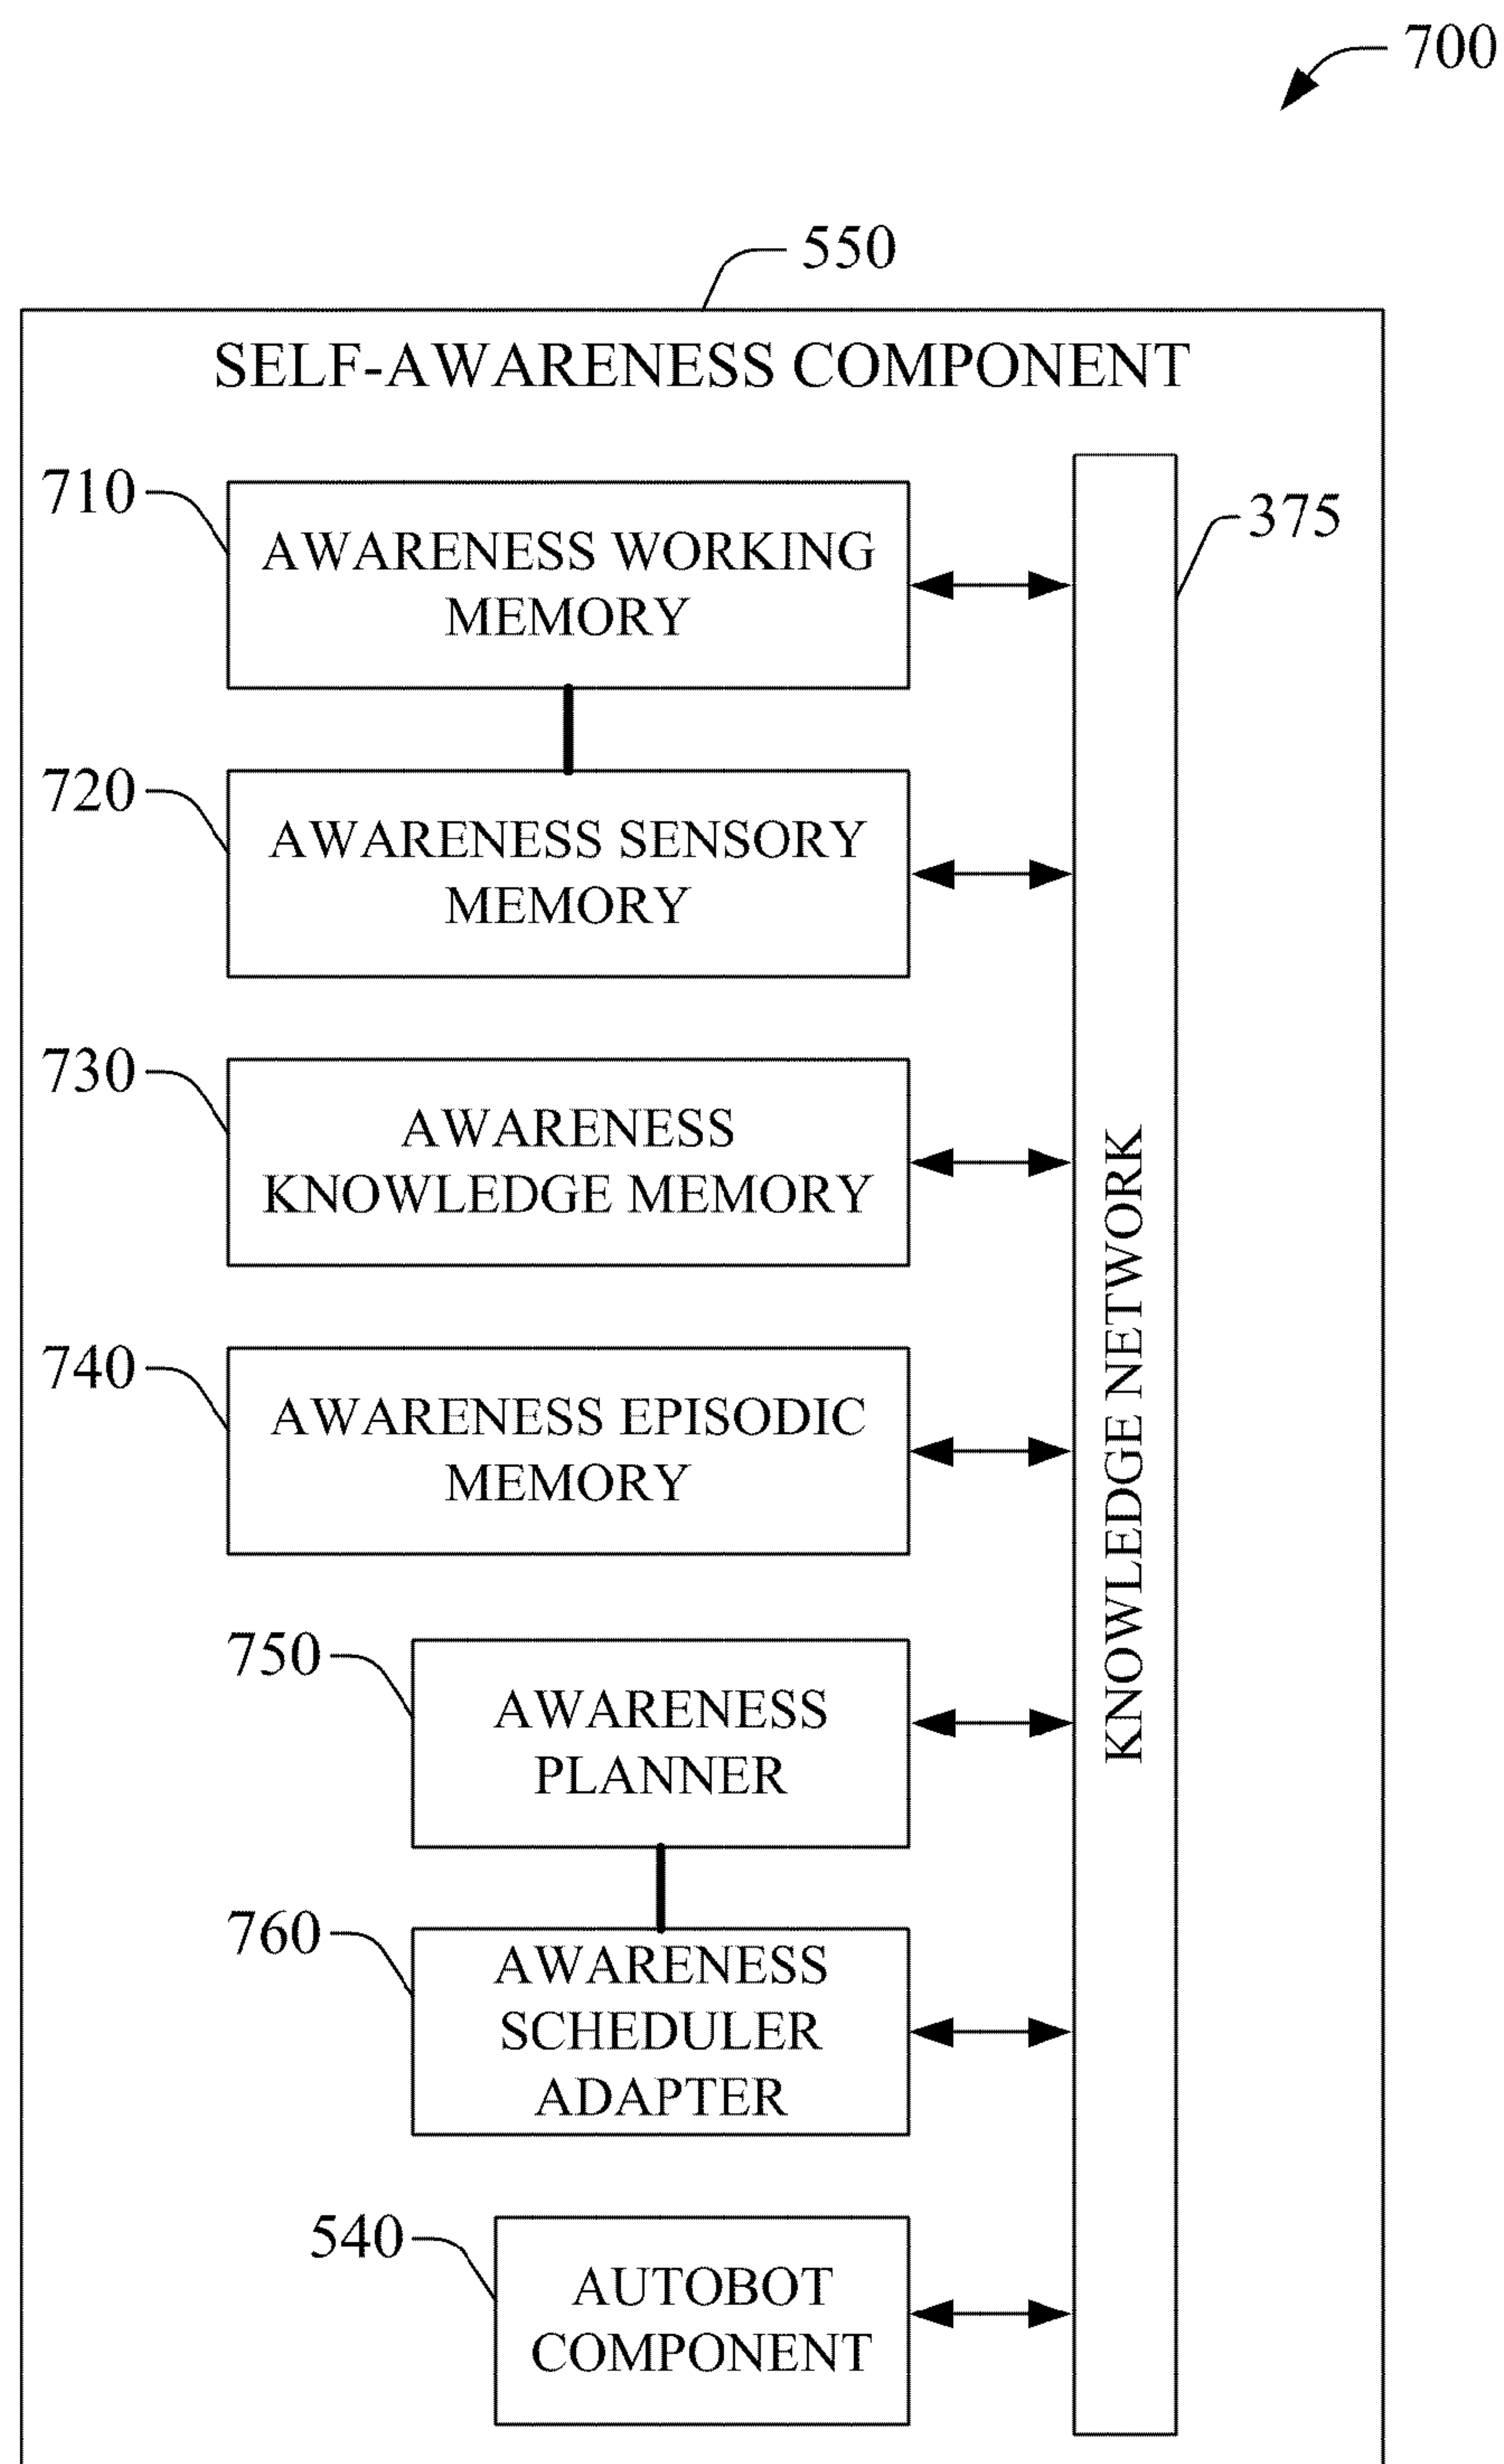 700
550
SELF-AWARENESS COMPONENT
710
AWARENESS WORKING
MEMORY
375
720
AWARENESS SENSORY
MEMORY
730
AWARENESS
KNOWLEDGE MEMORY
740
AWARENESS EPISODIC
MEMORY
KNOWLEDGE NETWORK
750
AWARENESS
PLANNER
760
AWARENESS
SCHEDULER
ADAPTER
540
AUTOBOT
COMPONENT